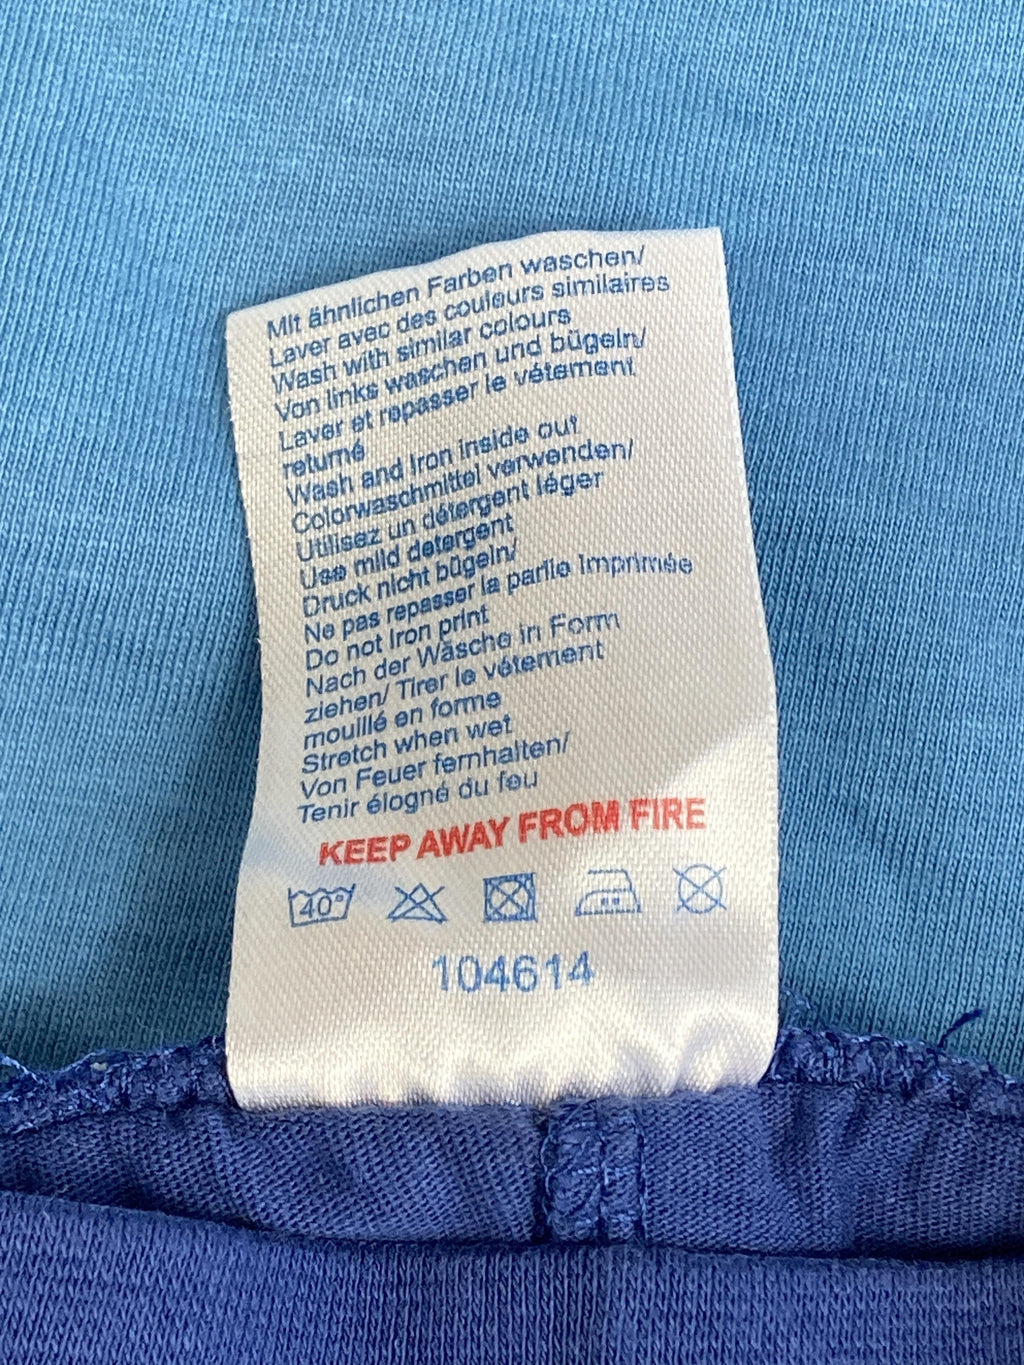 Mit ähnlichen Farben waschen/
Laver avec des couleurs similaires
Wash with similar colours
Von links waschen und bügeln/
Laver et repasser le vétement
returné
Wash and Iron inside out
Colorwaschmittel verwenden/
Utilisez un détergent léger
Use mild detergent
Druck nicht bügeln/
Ne pas repasser la partie Imprimée
Do not Iron print
Nach der Wäsche in Form
ziehen/ Tirer le vétement
mouillé en forme
Stretch when wet
Von Feuer fernhalten/
Tenir élogné du feu
KEEP AWAY FROM FIRE
40°
104614